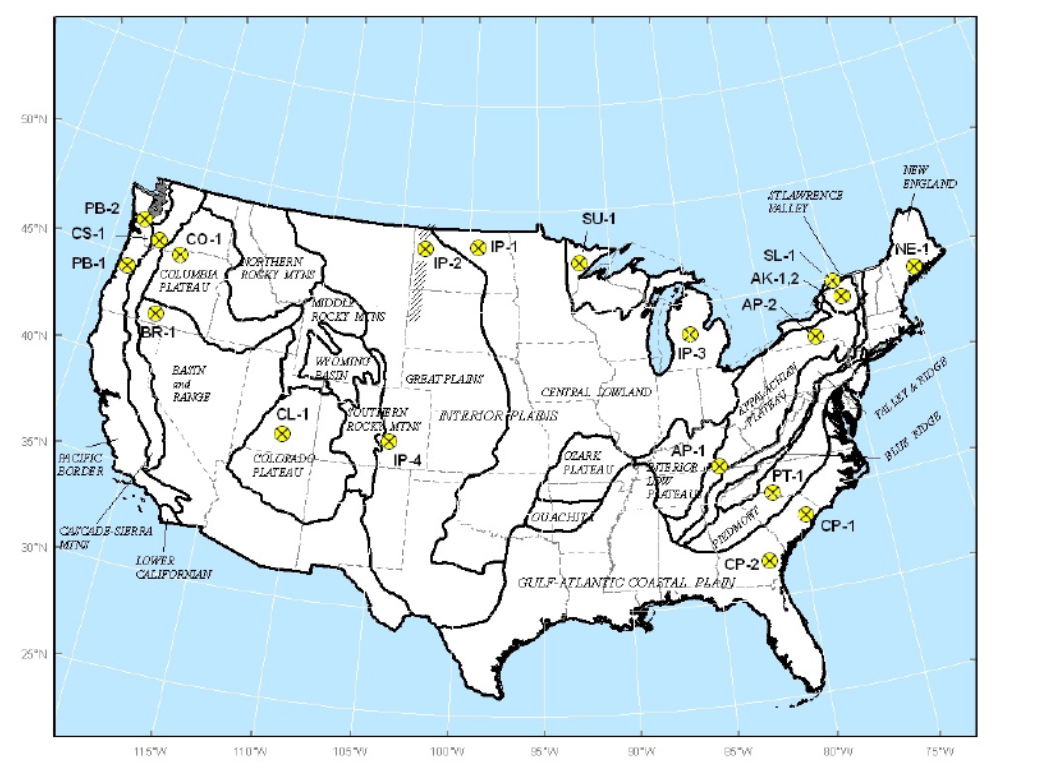 50°N
NEW
ENGLAND
ST.LAWRENCE
VALLEY
PB-2
SU-1
45°N
CS-1
CO-1
IP-1
NE-1
SL-1
PB-1
IP-2
NORTHERN
ROCKY MTNS
COLUMBIA
PLATEAU
AK-1,2
AP-2
MIDDLE
ROCKY MTNS
BR-1
40°N
IP-3
BASIN
and
RANGE
WYOMING
BASIN
GREAT PLAINS
CENTRAL LOWLAND
APPALACHIAN
PLATEAU
VALLEY & RIDGE
CL-1
SOUTHERN
ROCKY MTNS
INTERIOR PLAINS
BLUE RIDGE
35°N
PACIFIC
BORDER
COLORADO
PLATEAU
IP-4
OZARK
PLATEAU
AP-1
INTERIOR
LOW
PLATEAU
PT-1
OUACHITA
PIEDMONT
CP-1
CASCADE-SIERRA
MTNS
30°N
LOWER
CALIFORNIAN
CP-2
GULF-ATLANTIC COASTAL PLAIN
25°N
115°W
110°W
105°W
100°W
95°W
90°W
85°W
80°W
75°W